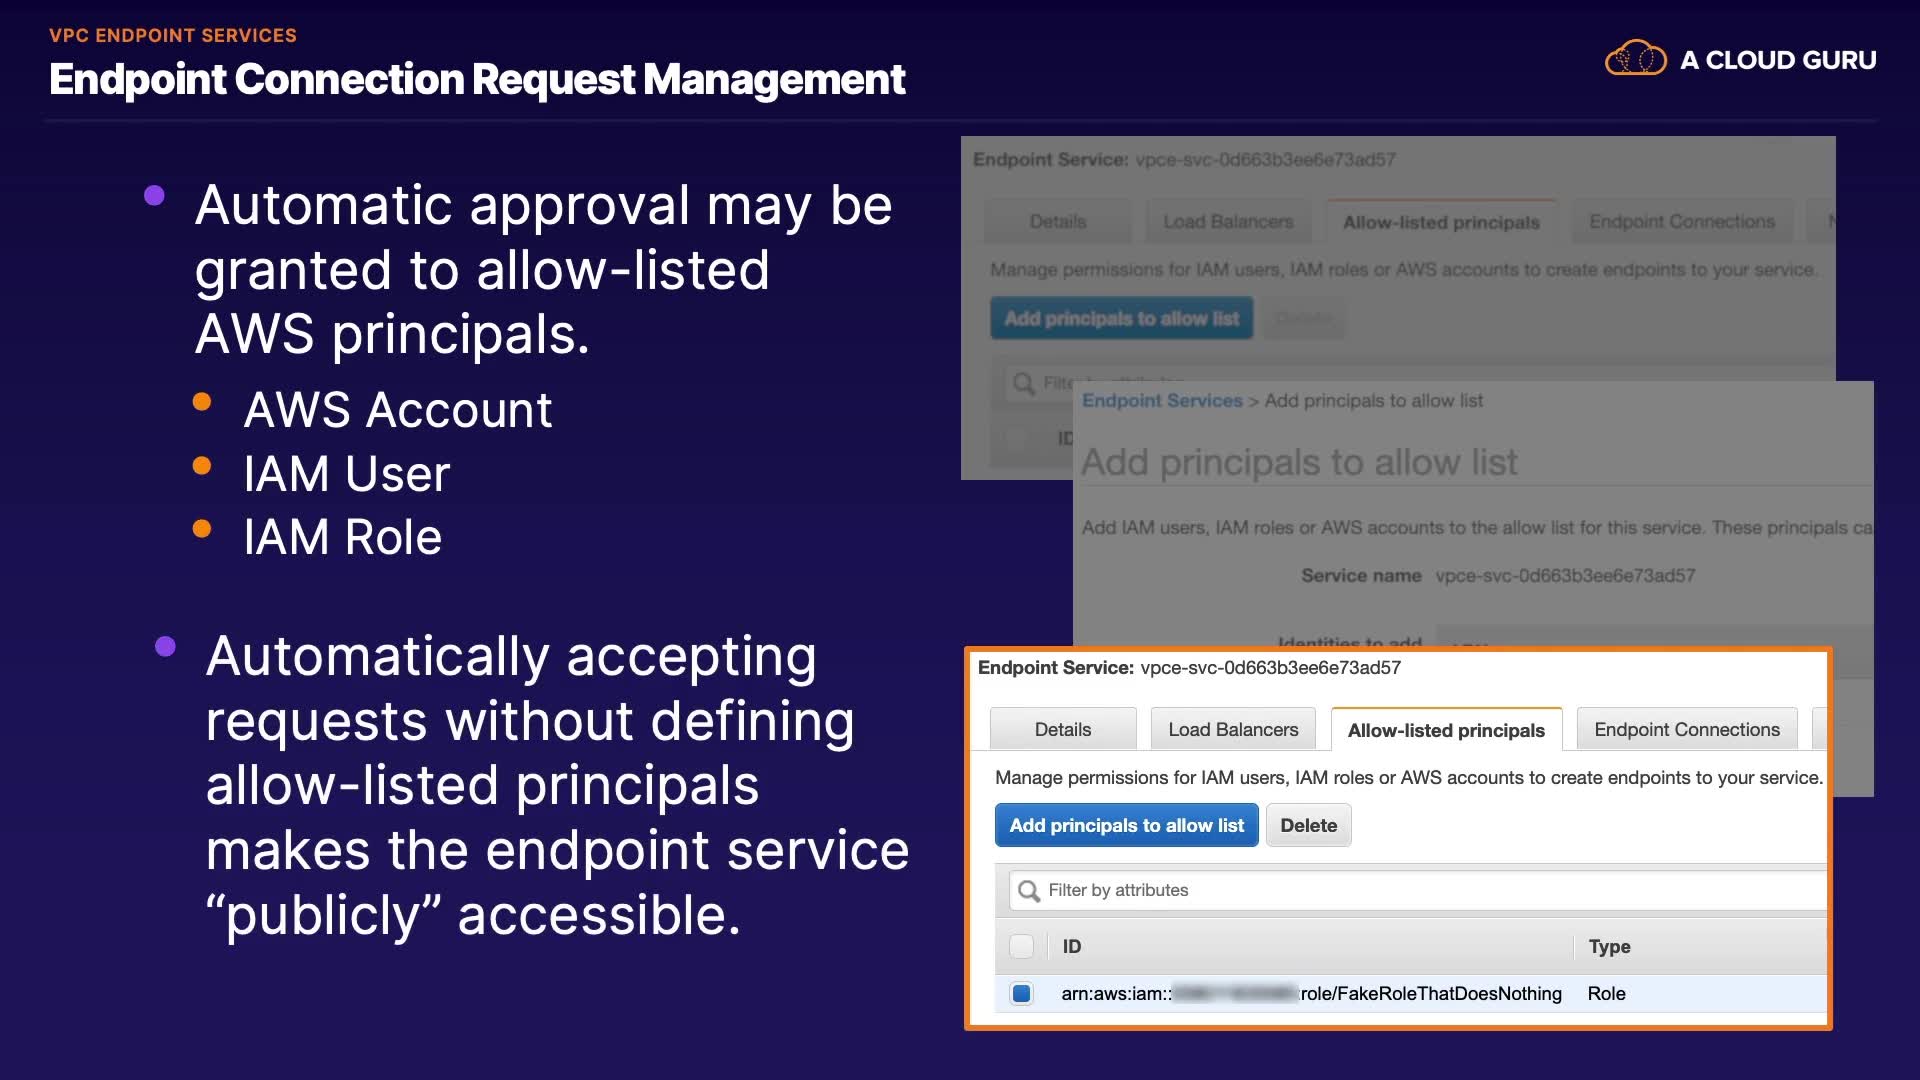 VPC ENDPOINT SERVICES
Endpoint Connection Request Management
A CLOUD GURU
Automatic approval may be
granted to allow-listed
AWS principals.
AWS Account
IAM User
IAM Role
Automatically accepting
requests without defining
allow-listed principals
makes the endpoint service
“publicly” accessible.
Endpoint Service: vpce-svc-0d663b3ee6e73ad57
Details Load Balancers Allow-listed principals Endpoint Connections
Manage permissions for IAM users, IAM roles or AWS accounts to create endpoints to your service.
Add principals to allow list Delete
ID
Endpoint Services > Add principals to allow list
Add principals to allow list
Add IAM users, IAM roles or AWS accounts to the allow list for this service. These principals ca
Service name vpce-svc-0d663b3ee6e73ad57
Identities to add
Endpoint Service: vpce-svc-0d663b3ee6e73ad57
Details Load Balancers Allow-listed principals Endpoint Connections
Manage permissions for IAM users, IAM roles or AWS accounts to create endpoints to your service.
Add principals to allow list Delete
Filter by attributes
ID Type
arn:aws:iam:: :role/FakeRoleThatDoesNothing Role